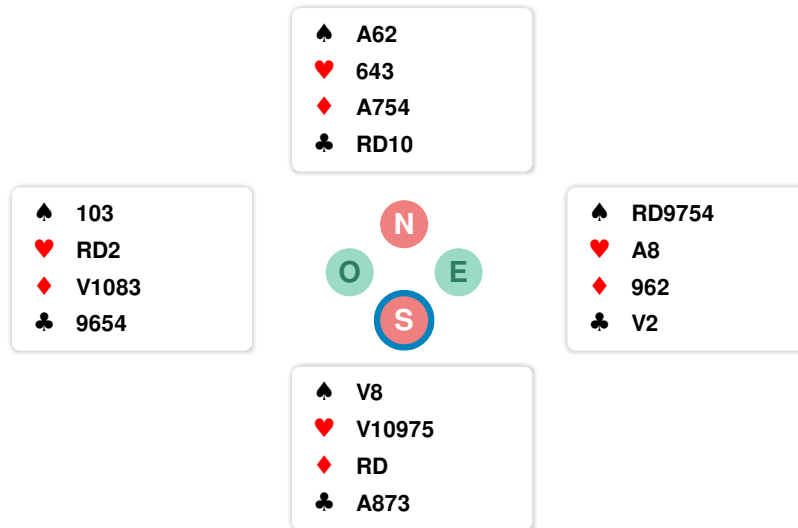 ♠ A62
♥ 643
♦ A754
♣ RD10
♠ 103
♥ RD2
♦ V1083
♣ 9654
N
O E
S
♠ RD9754
♥ A8
♦ 962
♣ V2
♠ V8
♥ V10975
♦ RD
♣ A873